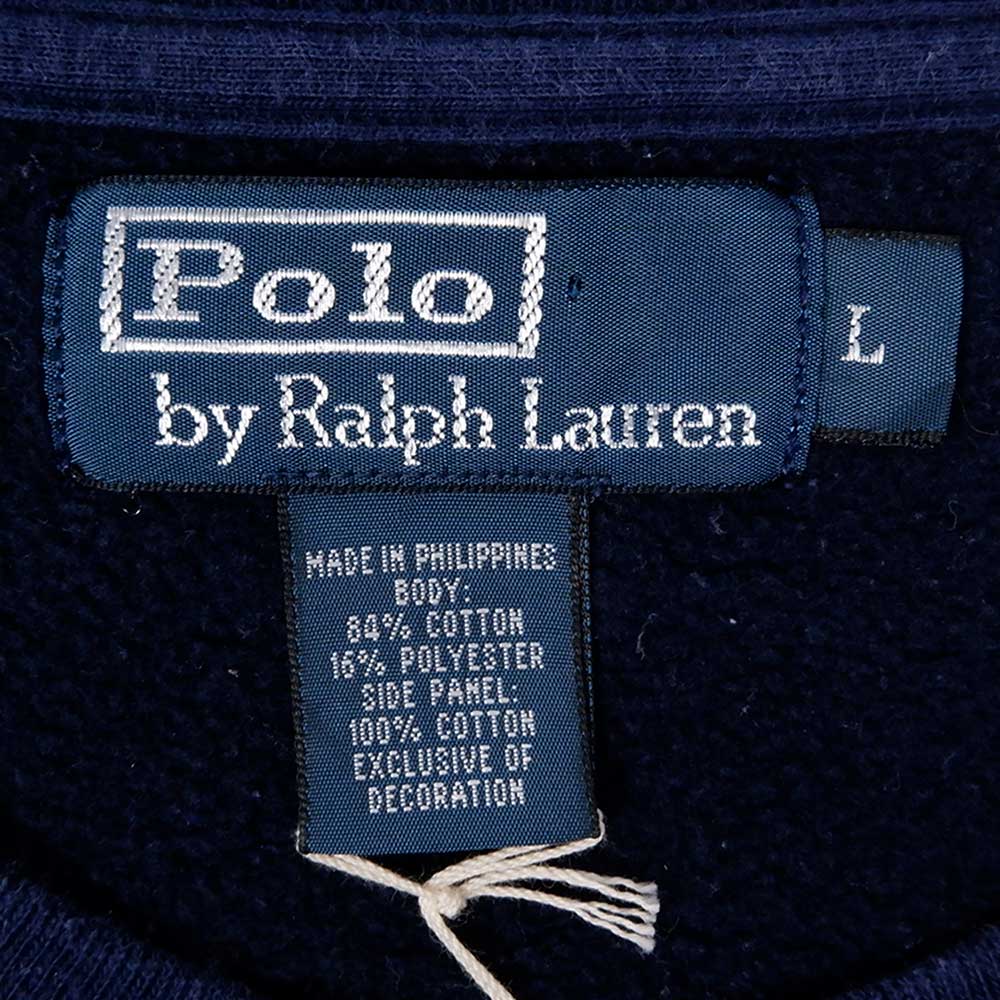 Polo
by Ralph Lauren
L
MADE IN PHILIPPINES
BODY:
84% COTTON
16% POLYESTER
SIDE PANEL:
100% COTTON
EXCLUSIVE OF
DECORATION